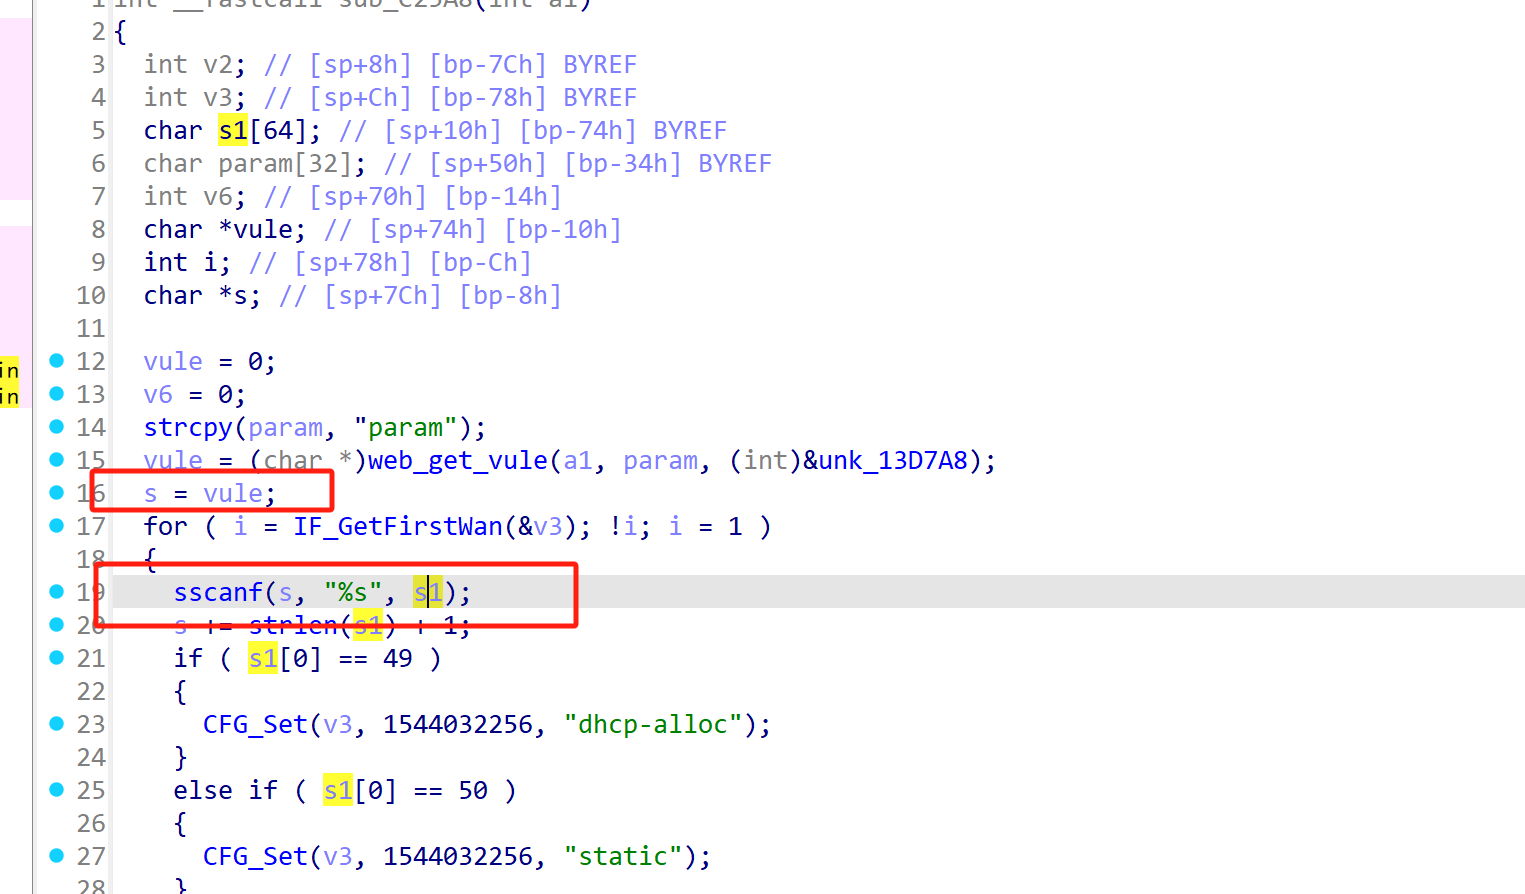 1 int __fastcall sub_C25A8(int a1)
2 {
3 int v2; // [sp+8h] [bp-7Ch] BYREF
4 int v3; // [sp+Ch] [bp-78h] BYREF
5 char s1[64]; // [sp+10h] [bp-74h] BYREF
6 char param[32]; // [sp+50h] [bp-34h] BYREF
7 int v6; // [sp+70h] [bp-14h]
8 char *vule; // [sp+74h] [bp-10h]
9 int i; // [sp+78h] [bp-Ch]
10 char *s; // [sp+7Ch] [bp-8h]
11
12 vule = 0;
in
13 v6 = 0;
in
14 strcpy(param, "param");
15 vule = (char *)web_get_vule(a1, param, (int)&unk_13D7A8);
16 s = vule;
17 for ( i = IF_GetFirstWan(&v3); !i; i = 1 )
18 {
19 sscanf(s, "%s", s1);
20 s += strlen(s1) + 1;
21 if ( s1[0] == 49 )
22 {
23 CFG_Set(v3, 1544032256, "dhcp-alloc");
24 }
25 else if ( s1[0] == 50 )
26 {
27 CFG_Set(v3, 1544032256, "static");
28 }